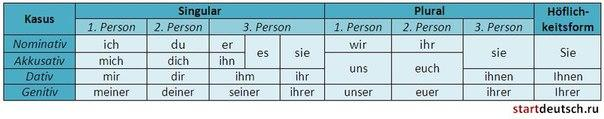 Kasus Singular Plural Höflich-keitsform
1. Person 2. Person 3. Person 1. Person 2. Person 3. Person
Nominativ ich du er es sie wir ihr sie Sie
Akkusativ mich dich ihn uns euch
Dativ mir dir ihm ihr ihnen Ihnen
Genitiv meiner deiner seiner ihrer unser euer ihrer Ihrer
startdeutsch.ru